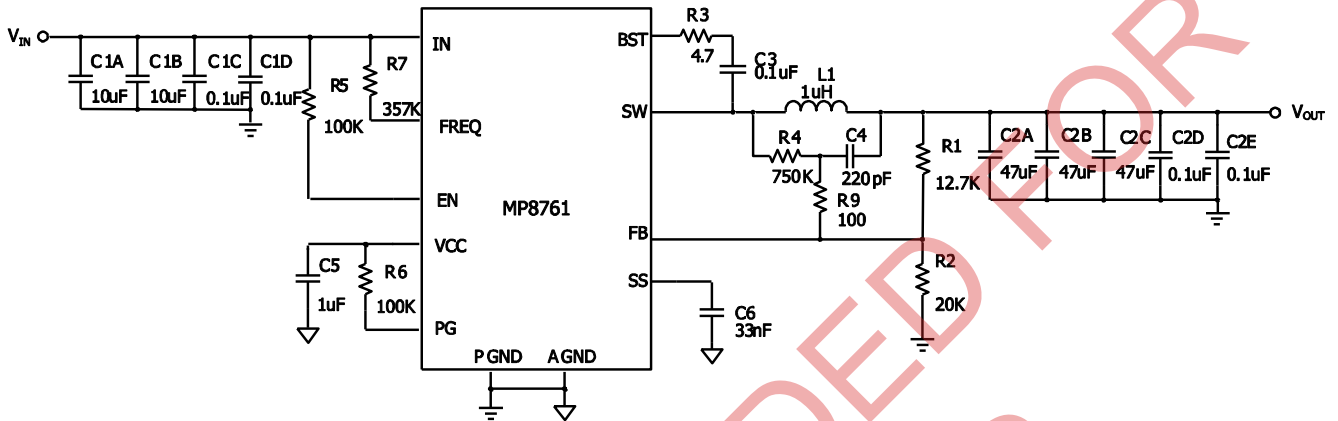 VIN
C1A
10uF
C1B
10uF
C1C
0.1uF
C1D
0.1uF
R5
100K
R7
357K
IN
FREQ
EN
VCC
PG
MP8761
PGND
AGND
BST
SW
FB
SS
C5
1uF
R6
100K
R3
4.7
C3
0.1uF
L1
1uH
R4
750K
C4
220pF
R9
100
R1
12.7K
R2
20K
C6
33nF
C2A
47uF
C2B
47uF
C2C
47uF
C2D
0.1uF
C2E
0.1uF
VOUT
DED FOR